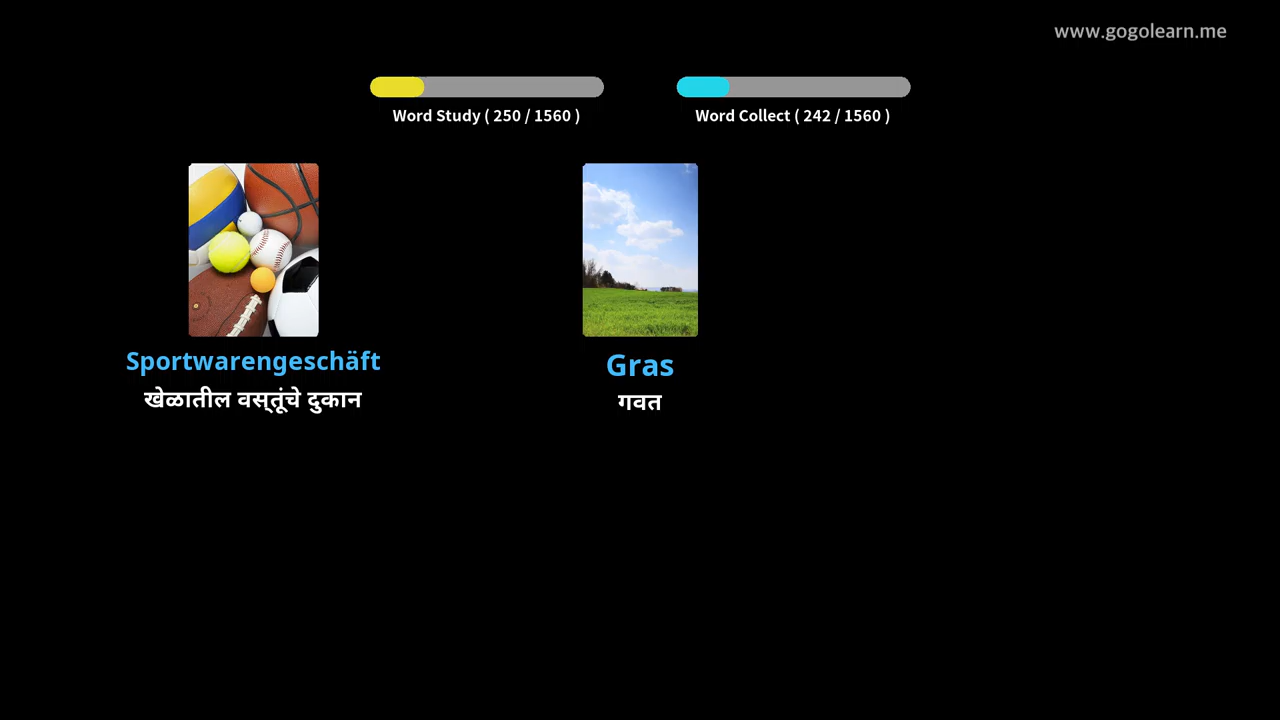 www.gogolearn.me
Word Study ( 250 / 1560 )
Word Collect ( 242 / 1560 )
Sportwarengeschäft
खेळातील वस्तूंचे दुकान
Gras
गवत